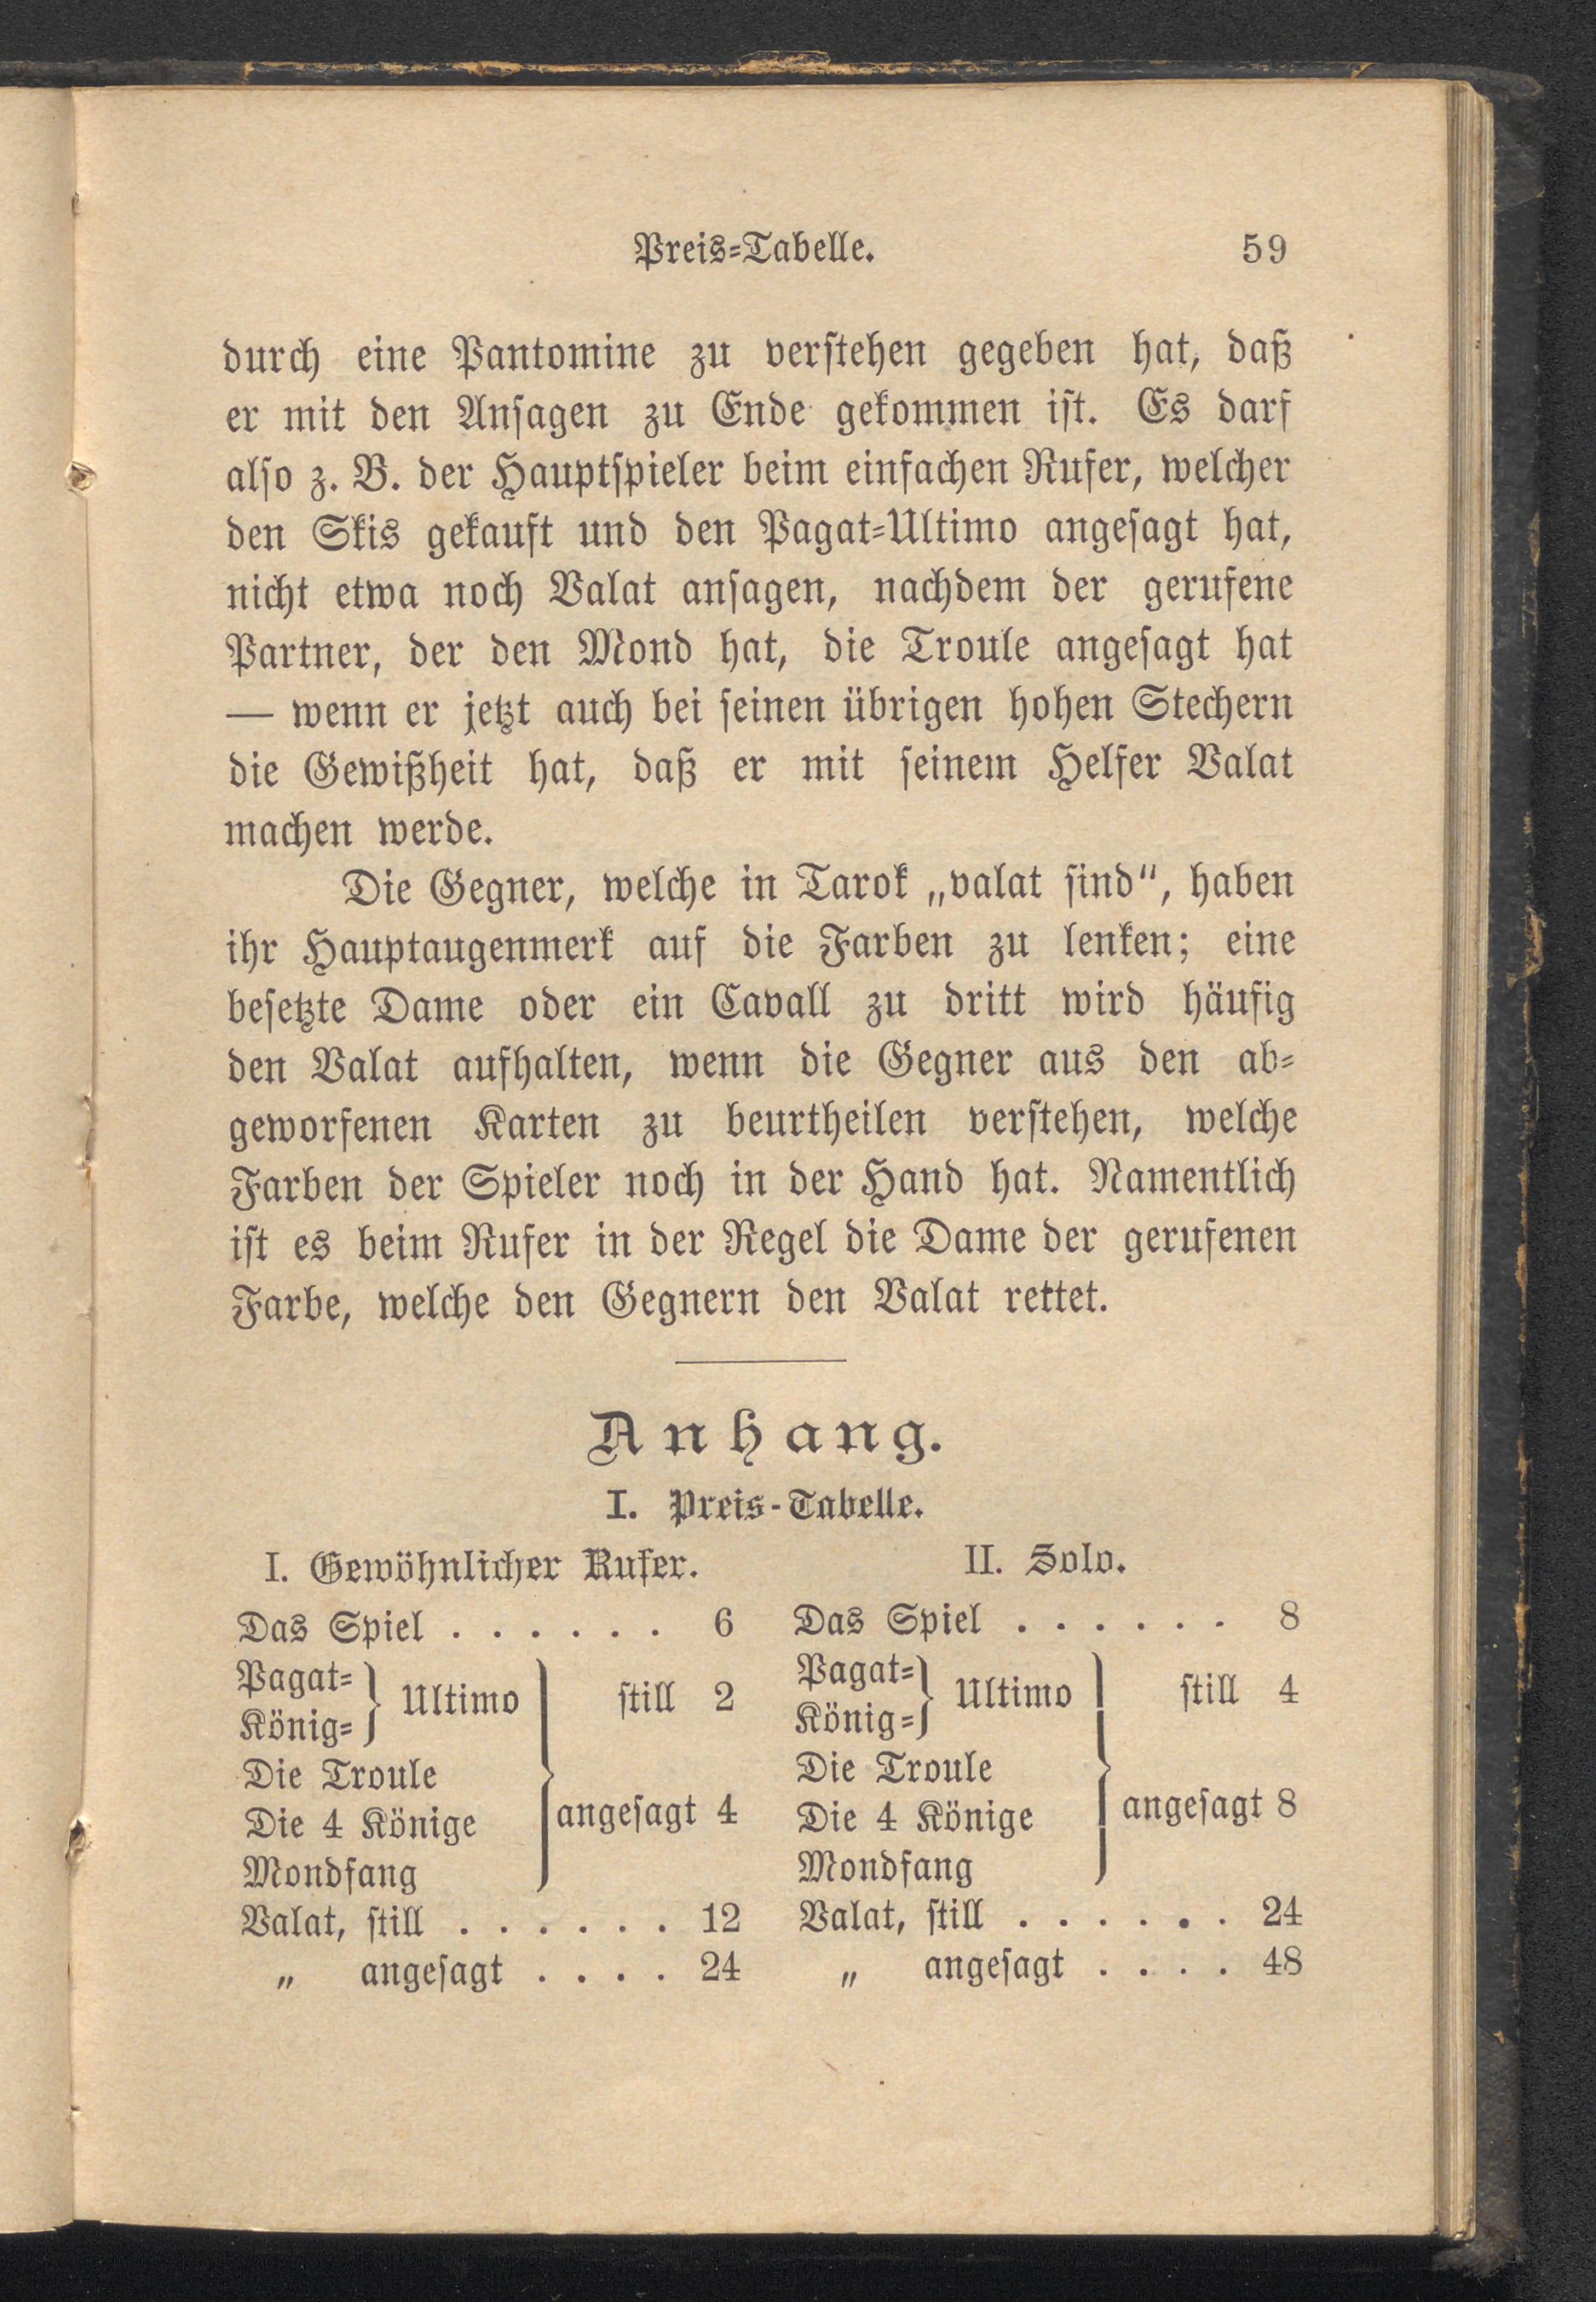 Preis=Tabelle. 59
durch eine Pantomine zu verstehen gegeben hat, daß
er mit den Ansagen zu Ende gekommen ist. Es darf
also z. B. der Hauptspieler beim einfachen Rufer, welcher
den Skis gekauft und den Pagat=Ultimo angesagt hat,
nicht etwa noch Valat ansagen, nachdem der gerufene
Partner, der den Mond hat, die Troule angesagt hat
— wenn er jetzt auch bei seinen übrigen hohen Stechern
die Gewißheit hat, daß er mit seinem Helfer Valat
machen werde.
Die Gegner, welche in Tarok „valat sind“, haben
ihr Hauptaugenmerk auf die Farben zu lenken; eine
besetzte Dame oder ein Cavall zu dritt wird häufig
den Valat aufhalten, wenn die Gegner aus den ab=
geworfenen Karten zu beurtheilen verstehen, welche
Farben der Spieler noch in der Hand hat. Namentlich
ist es beim Rufer in der Regel die Dame der gerufenen
Farbe, welche den Gegnern den Valat rettet.
Anhang.
I. Preis-Tabelle.
I. Gewöhnlicher Rufer.
Das Spiel . . . . . . 6
Pagat=
König= } Ultimo still 2
Die Troule
Die 4 Könige angesagt 4
Mondfang
Valat, still . . . . . . 12
„ angesagt . . . . 24
II. Solo.
Das Spiel . . . . . . 8
Pagat=
König= } Ultimo still 4
Die Troule
Die 4 Könige angesagt 8
Mondfang
Valat, still . . . . . . 24
„ angesagt . . . . 48